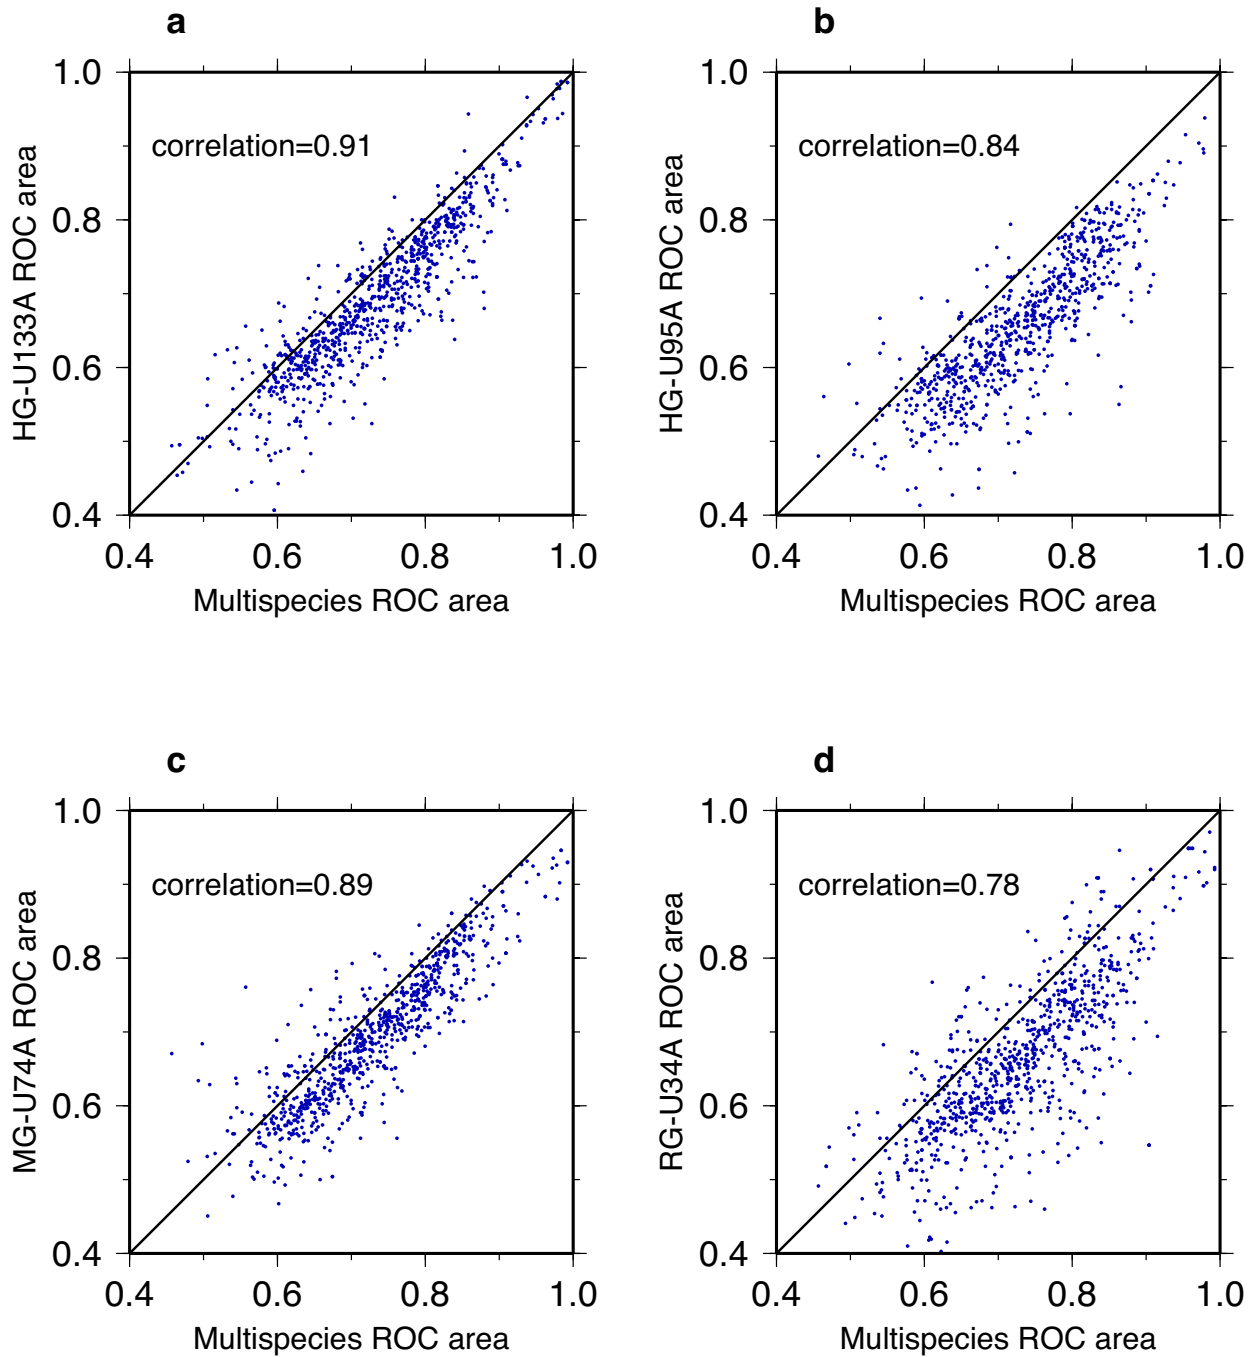 a
1.0
0.8
0.6
0.4
HG-U133A ROC area
correlation=0.91
0.4 0.6 0.8 1.0
Multispecies ROC area
b
1.0
0.8
0.6
0.4
HG-U95A ROC area
correlation=0.84
0.4 0.6 0.8 1.0
Multispecies ROC area
c
1.0
0.8
0.6
0.4
MG-U74A ROC area
correlation=0.89
0.4 0.6 0.8 1.0
Multispecies ROC area
d
1.0
0.8
0.6
0.4
RG-U34A ROC area
correlation=0.78
0.4 0.6 0.8 1.0
Multispecies ROC area